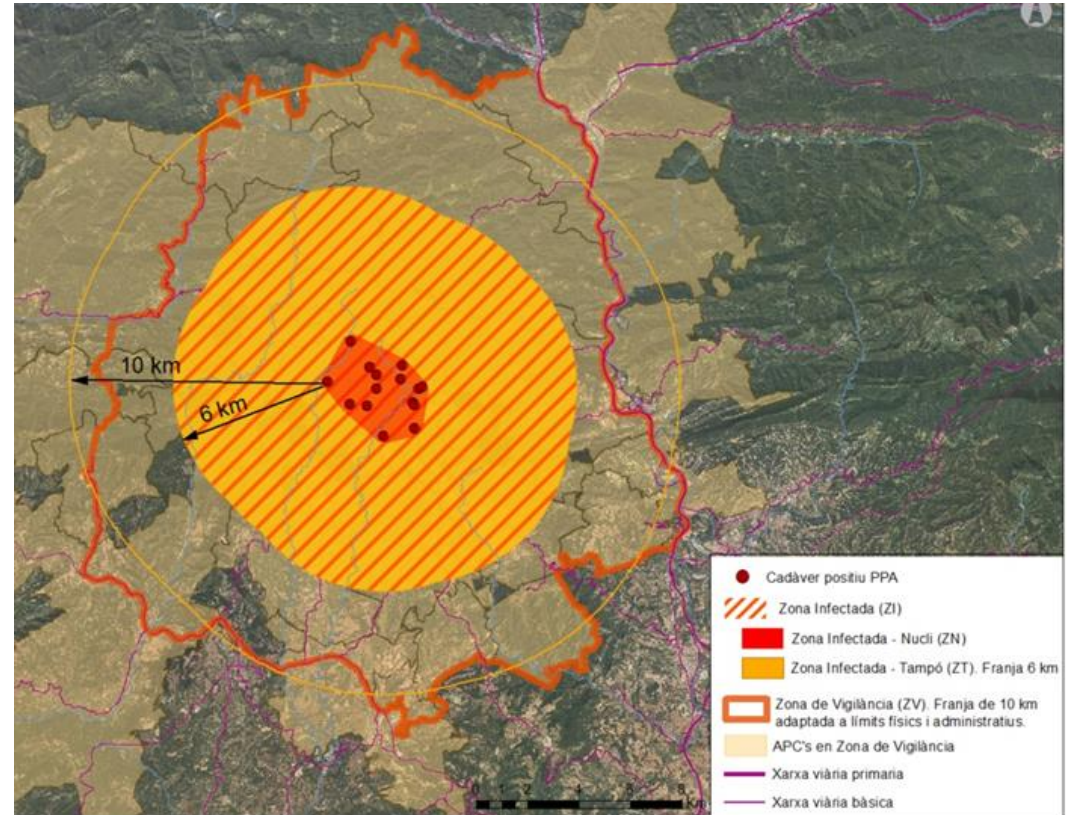 10 km
6 km
Cadàver positiu PPA
Zona Infectada (ZI)
Zona Infectada - Nucli (ZN)
Zona Infectada - Tampó (ZT). Franja 6 km
Zona de Vigilància (ZV). Franja de 10 km
adaptada a límits físics i administratius.
APC's en Zona de Vigilància
Xarxa viària primaria
Xarxa viària bàsica
0 1 2 4 6 8
Km